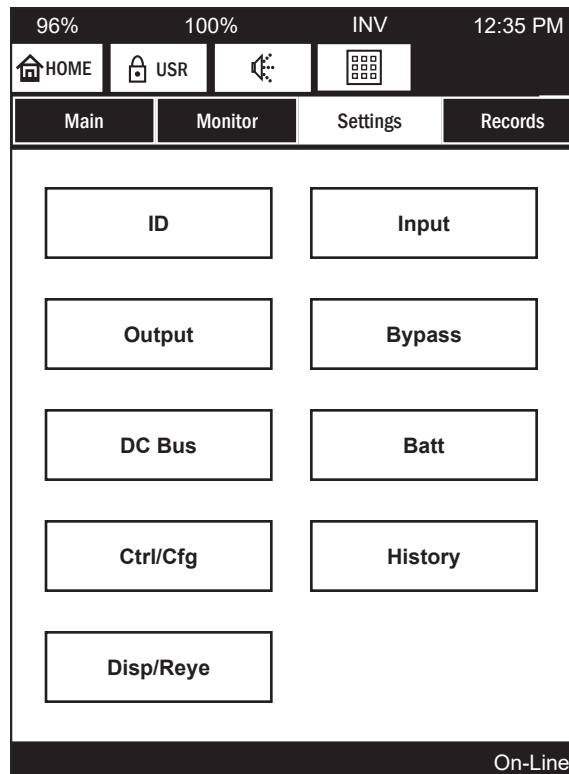 96% 100% INV 12:35 PM
HOME USR
Main Monitor Settings Records
ID Input
Output Bypass
DC Bus Batt
Ctrl/Cfg History
Disp/Reye
On-Line